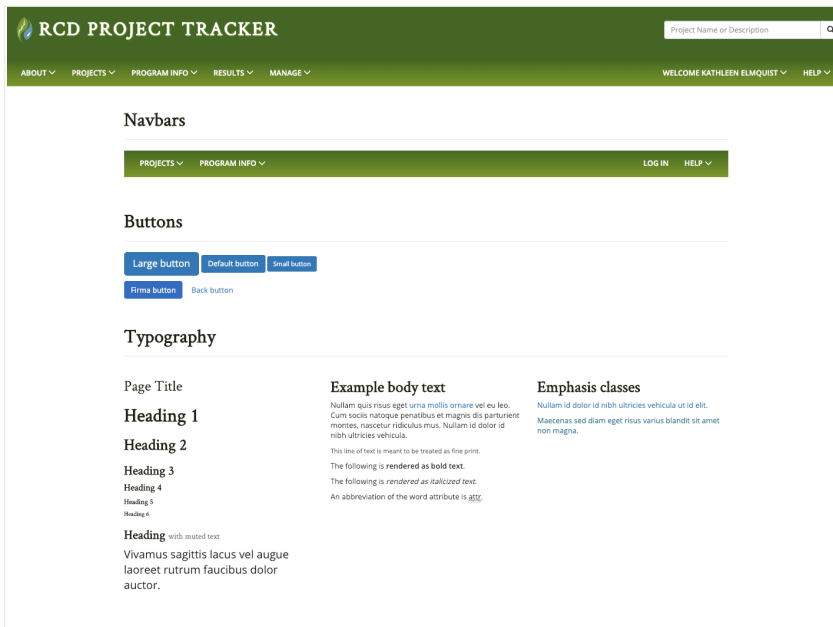 RCD PROJECT TRACKER
Project Name or Description
ABOUT PROJECTS PROGRAM INFO RESULTS MANAGE WELCOME KATHLEEN ELMQUIST HELP
Navbars
PROJECTS PROGRAM INFO LOG IN HELP
Buttons
Large button Default button Small button
Firma button Back button
Typography
Page Title
Heading 1
Heading 2
Heading 3
Heading 4
Heading 5
Heading 6
Heading with muted text
Vivamus sagittis lacus vel augue
laoreet rutrum faucibus dolor
auctor.
Example body text
Nullam quis risus eget urna mollis ornare vel eu leo.
Cum sociis natoque penatibus et magnis dis parturient
montes, nascetur ridiculus mus. Nullam id dolor id
nibh ultricies vehicula.
This line of text is meant to be treated as fine print.
The following is rendered as bold text.
The following is rendered as italicized text.
An abbreviation of the word attribute is attr.
Emphasis classes
Nullam id dolor id nibh ultricies vehicula ut id elit.
Maecenas sed diam eget risus varius blandit sit amet
non magna.